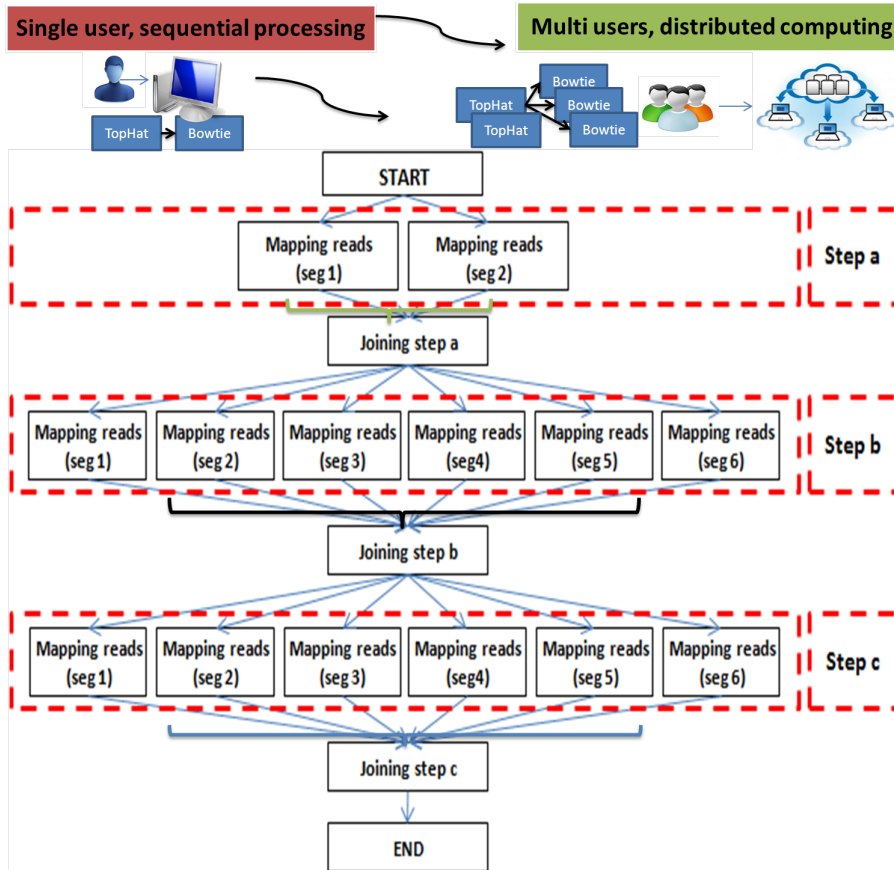 Single user, sequential processing
Multi users, distributed computing
TopHat
Bowtie
Bowtie
TopHat
Bowtie
TopHat
Bowtie
START
Mapping reads
(seg 1)
Mapping reads
(seg 2)
Step a
Joining step a
Mapping reads
(seg 1)
Mapping reads
(seg 2)
Mapping reads
(seg 3)
Mapping reads
(seg4)
Mapping reads
(seg 5)
Mapping reads
(seg 6)
Step b
Joining step b
Mapping reads
(seg 1)
Mapping reads
(seg 2)
Mapping reads
(seg 3)
Mapping reads
(seg4)
Mapping reads
(seg 5)
Mapping reads
(seg 6)
Step c
Joining step c
END